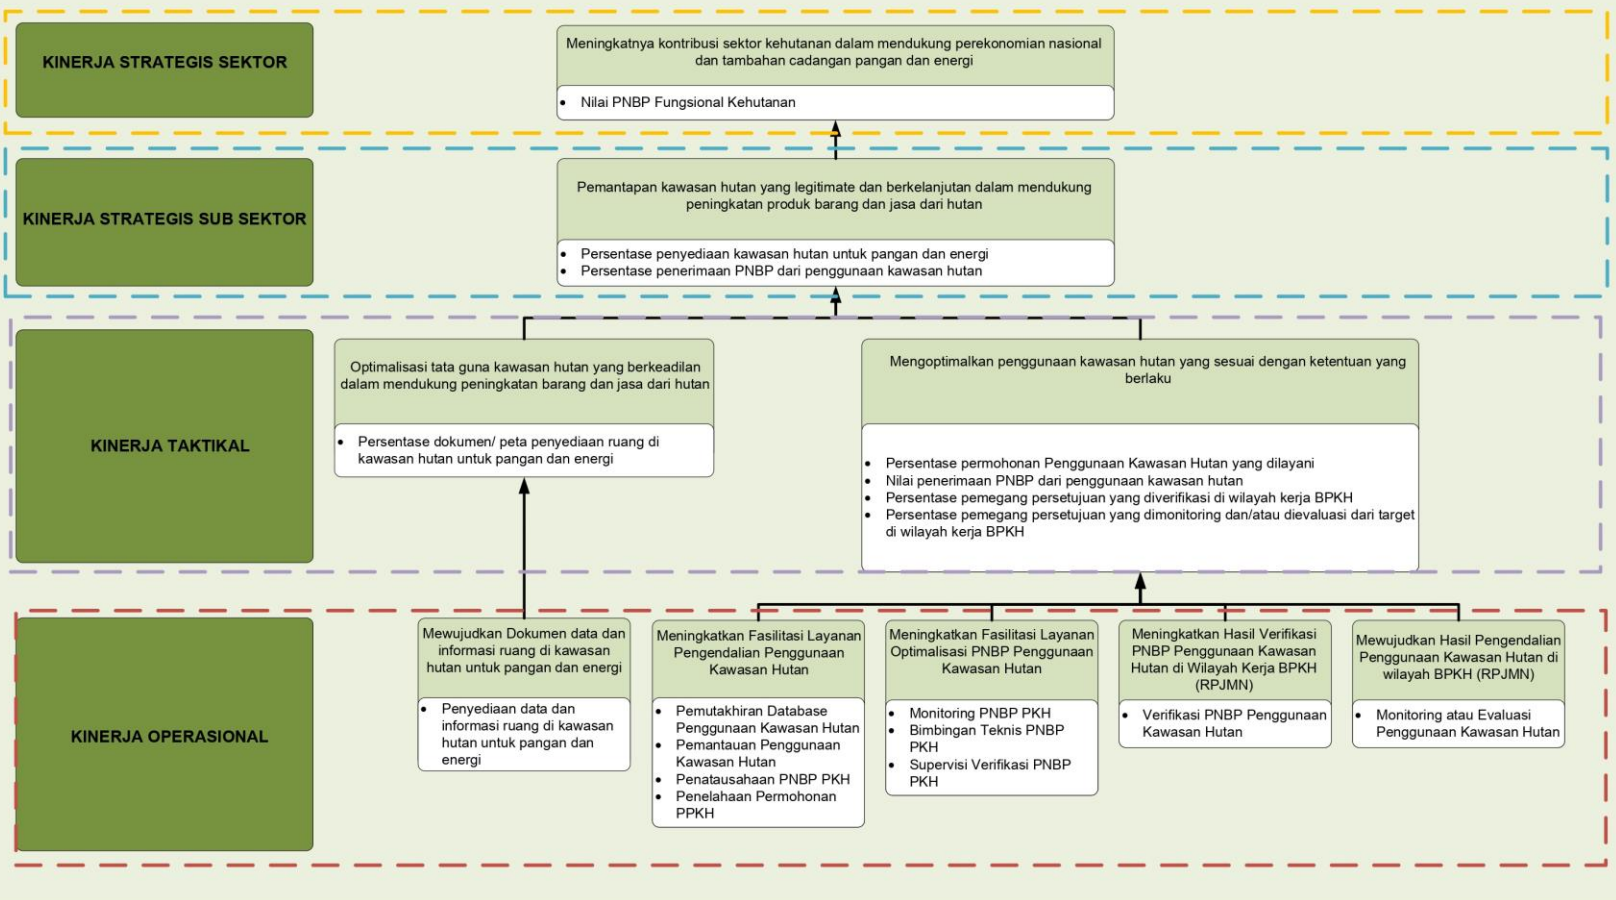 KINERJA STRATEGIS SEKTOR
Meningkatnya kontribusi sektor kehutanan dalam mendukung perekonomian nasional
dan tambahan cadangan pangan dan energi
• Nilai PNBP Fungsional Kehutanan
KINERJA STRATEGIS SUB SEKTOR
Pemantapan kawasan hutan yang legitimate dan berkelanjutan dalam mendukung
peningkatan produk barang dan jasa dari hutan
• Persentase penyediaan kawasan hutan untuk pangan dan energi
• Persentase penerimaan PNBP dari penggunaan kawasan hutan
KINERJA TAKTIKAL
Optimalisasi tata guna kawasan hutan yang berkeadilan
dalam mendukung peningkatan barang dan jasa dari hutan
• Persentase dokumen/ peta penyediaan ruang di
kawasan hutan untuk pangan dan energi
Mengoptimalkan penggunaan kawasan hutan yang sesuai dengan ketentuan yang
berlaku
• Persentase permohonan Penggunaan Kawasan Hutan yang dilayani
• Nilai penerimaan PNBP dari penggunaan kawasan hutan
• Persentase pemegang persetujuan yang diverifikasi di wilayah kerja BPKH
• Persentase pemegang persetujuan yang dimonitoring dan/atau dievaluasi dari target
di wilayah kerja BPKH
KINERJA OPERASIONAL
Mewujudkan Dokumen data dan
informasi ruang di kawasan
hutan untuk pangan dan energi
• Penyediaan data dan
informasi ruang di kawasan
hutan untuk pangan dan
energi
Meningkatkan Fasilitasi Layanan
Pengendalian Penggunaan
Kawasan Hutan
• Pemutakhiran Database
Penggunaan Kawasan Hutan
• Pemantauan Penggunaan
Kawasan Hutan
• Penatausahaan PNBP PKH
• Penelahaan Permohonan
PPKH
Meningkatkan Fasilitasi Layanan
Optimalisasi PNBP Penggunaan
Kawasan Hutan
• Monitoring PNBP PKH
• Bimbingan Teknis PNBP
PKH
• Supervisi Verifikasi PNBP
PKH
Meningkatkan Hasil Verifikasi
PNBP Penggunaan Kawasan
Hutan di Wilayah Kerja BPKH
(RPJMN)
• Verifikasi PNBP Penggunaan
Kawasan Hutan
Mewujudkan Hasil Pengendalian
Penggunaan Kawasan Hutan di
wilayah BPKH (RPJMN)
• Monitoring atau Evaluasi
Penggunaan Kawasan Hutan